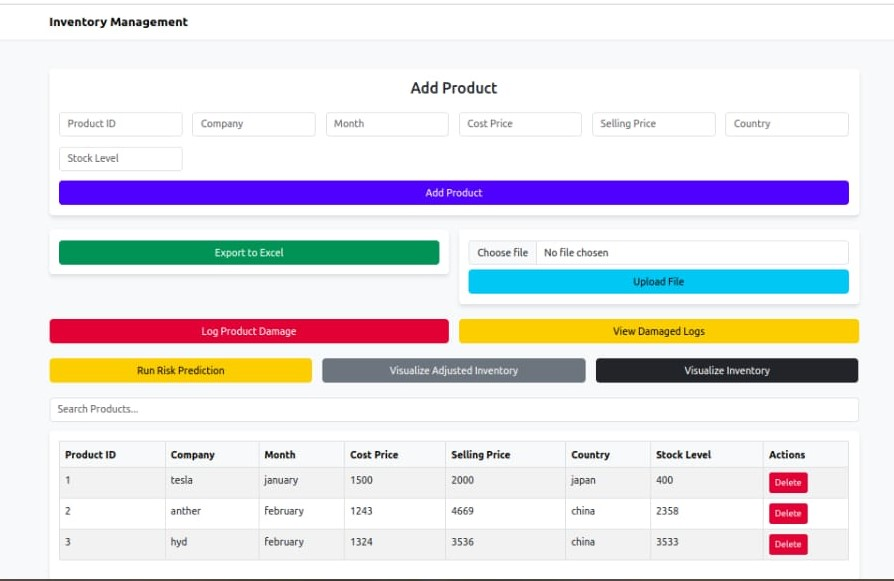 Inventory Management
Add Product
Product ID Company Month Cost Price Selling Price Country
Stock Level
Add Product
Export to Excel
Choose file No file chosen
Upload File
Log Product Damage View Damaged Logs
Run Risk Prediction Visualize Adjusted Inventory Visualize Inventory
Search Products...
Product ID Company Month Cost Price Selling Price Country Stock Level Actions
1 tesla january 1500 2000 japan 400 Delete
2 anther february 1243 4669 china 2358 Delete
3 hyd february 1324 3536 china 3533 Delete